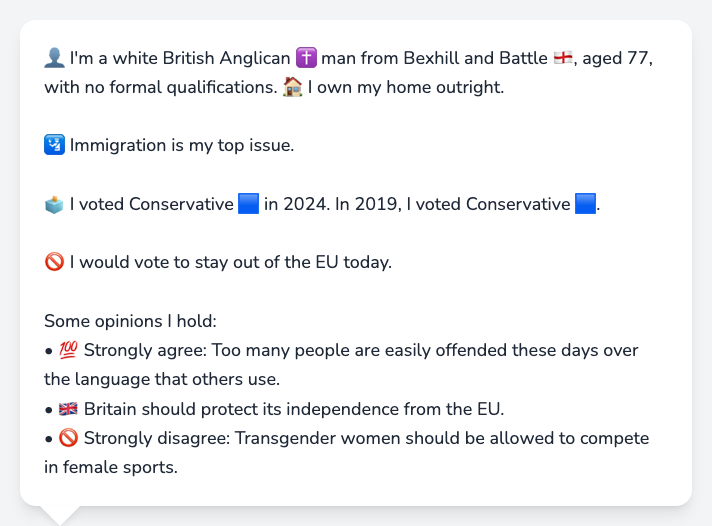 👤 I'm a white British Anglican ✝️ man from Bexhill and Battle 🏴󠁧󠁢󠁥󠁮󠁧󠁿, aged 77,
with no formal qualifications. 🏠 I own my home outright.
🛂 Immigration is my top issue.
🗳️ I voted Conservative 🟦 in 2024. In 2019, I voted Conservative 🟦.
🚫 I would vote to stay out of the EU today.
Some opinions I hold:
• 💯 Strongly agree: Too many people are easily offended these days over
the language that others use.
• 🇬🇧 Britain should protect its independence from the EU.
• 🚫 Strongly disagree: Transgender women should be allowed to compete
in female sports.